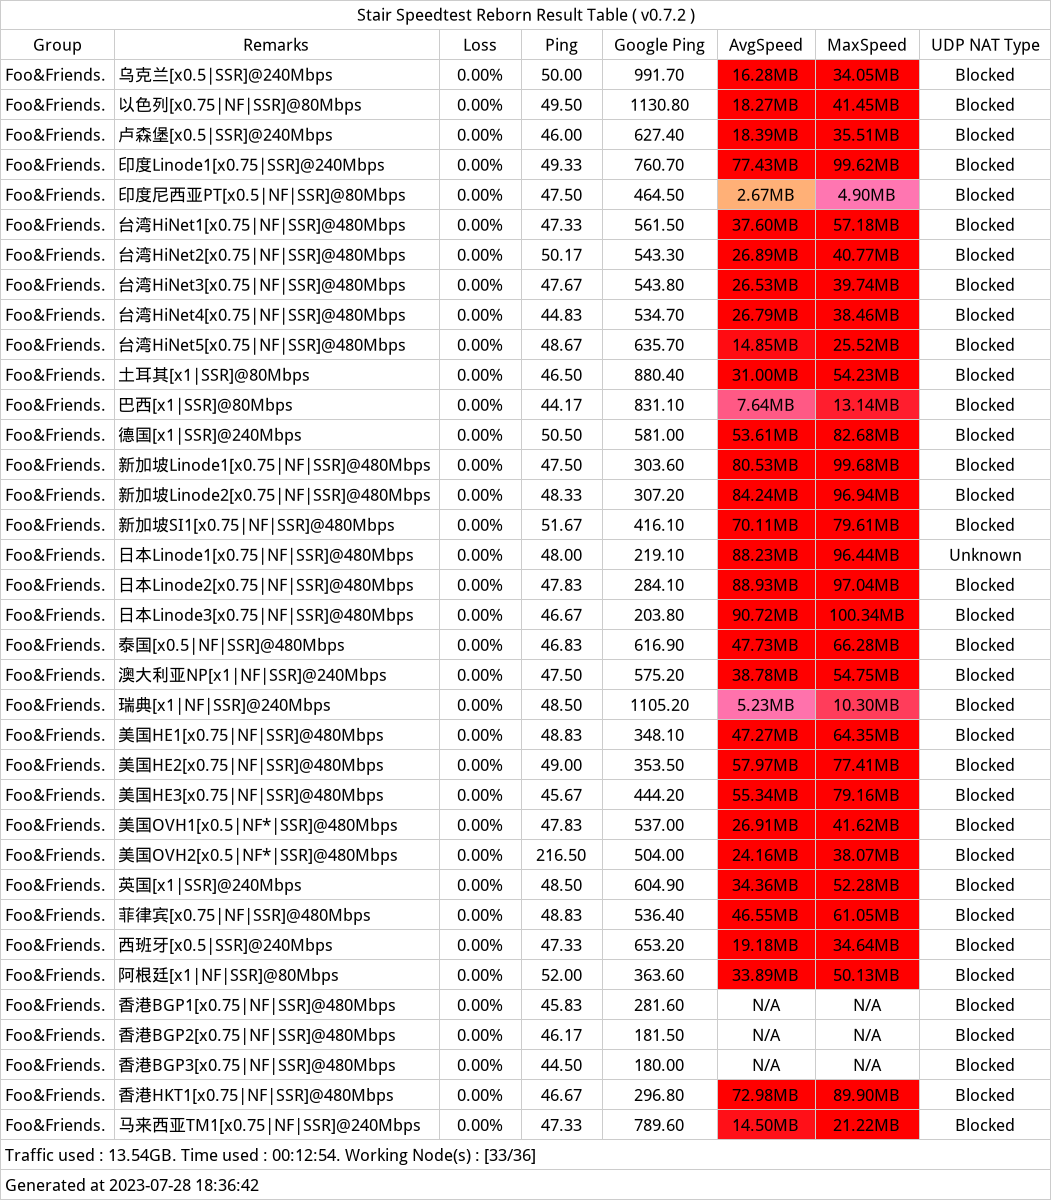 Stair Speedtest Reborn Result Table ( v0.7.2 )
Group Remarks Loss Ping Google Ping AvgSpeed MaxSpeed UDP NAT Type
Foo&Friends. 乌克兰[x0.5|SSR]@240Mbps 0.00% 50.00 991.70 16.28MB 34.05MB Blocked
Foo&Friends. 以色列[x0.75|NF|SSR]@80Mbps 0.00% 49.50 1130.80 18.27MB 41.45MB Blocked
Foo&Friends. 卢森堡[x0.5|SSR]@240Mbps 0.00% 46.00 627.40 18.39MB 35.51MB Blocked
Foo&Friends. 印度Linode1[x0.75|SSR]@240Mbps 0.00% 49.33 760.70 77.43MB 99.62MB Blocked
Foo&Friends. 印度尼西亚PT[x0.5|NF|SSR]@80Mbps 0.00% 47.50 464.50 2.67MB 4.90MB Blocked
Foo&Friends. 台湾HiNet1[x0.75|NF|SSR]@480Mbps 0.00% 47.33 561.50 37.60MB 57.18MB Blocked
Foo&Friends. 台湾HiNet2[x0.75|NF|SSR]@480Mbps 0.00% 50.17 543.30 26.89MB 40.77MB Blocked
Foo&Friends. 台湾HiNet3[x0.75|NF|SSR]@480Mbps 0.00% 47.67 543.80 26.53MB 39.74MB Blocked
Foo&Friends. 台湾HiNet4[x0.75|NF|SSR]@480Mbps 0.00% 44.83 534.70 26.79MB 38.46MB Blocked
Foo&Friends. 台湾HiNet5[x0.75|NF|SSR]@480Mbps 0.00% 48.67 635.70 14.85MB 25.52MB Blocked
Foo&Friends. 土耳其[x1|SSR]@80Mbps 0.00% 46.50 880.40 31.00MB 54.23MB Blocked
Foo&Friends. 巴西[x1|SSR]@80Mbps 0.00% 44.17 831.10 7.64MB 13.14MB Blocked
Foo&Friends. 德国[x1|SSR]@240Mbps 0.00% 50.50 581.00 53.61MB 82.68MB Blocked
Foo&Friends. 新加坡Linode1[x0.75|NF|SSR]@480Mbps 0.00% 47.50 303.60 80.53MB 99.68MB Blocked
Foo&Friends. 新加坡Linode2[x0.75|NF|SSR]@480Mbps 0.00% 48.33 307.20 84.24MB 96.94MB Blocked
Foo&Friends. 新加坡SI1[x0.75|NF|SSR]@480Mbps 0.00% 51.67 416.10 70.11MB 79.61MB Blocked
Foo&Friends. 日本Linode1[x0.75|NF|SSR]@480Mbps 0.00% 48.00 219.10 88.23MB 96.44MB Unknown
Foo&Friends. 日本Linode2[x0.75|NF|SSR]@480Mbps 0.00% 47.83 284.10 88.93MB 97.04MB Blocked
Foo&Friends. 日本Linode3[x0.75|NF|SSR]@480Mbps 0.00% 46.67 203.80 90.72MB 100.34MB Blocked
Foo&Friends. 泰国[x0.5|NF|SSR]@480Mbps 0.00% 46.83 616.90 47.73MB 66.28MB Blocked
Foo&Friends. 澳大利亚NP[x1|NF|SSR]@240Mbps 0.00% 47.50 575.20 38.78MB 54.75MB Blocked
Foo&Friends. 瑞典[x1|NF|SSR]@240Mbps 0.00% 48.50 1105.20 5.23MB 10.30MB Blocked
Foo&Friends. 美国HE1[x0.75|NF|SSR]@480Mbps 0.00% 48.83 348.10 47.27MB 64.35MB Blocked
Foo&Friends. 美国HE2[x0.75|NF|SSR]@480Mbps 0.00% 49.00 353.50 57.97MB 77.41MB Blocked
Foo&Friends. 美国HE3[x0.75|NF|SSR]@480Mbps 0.00% 45.67 444.20 55.34MB 79.16MB Blocked
Foo&Friends. 美国OVH1[x0.5|NF*|SSR]@480Mbps 0.00% 47.83 537.00 26.91MB 41.62MB Blocked
Foo&Friends. 美国OVH2[x0.5|NF*|SSR]@480Mbps 0.00% 216.50 504.00 24.16MB 38.07MB Blocked
Foo&Friends. 英国[x1|SSR]@240Mbps 0.00% 48.50 604.90 34.36MB 52.28MB Blocked
Foo&Friends. 菲律宾[x0.75|NF|SSR]@480Mbps 0.00% 48.83 536.40 46.55MB 61.05MB Blocked
Foo&Friends. 西班牙[x0.5|SSR]@240Mbps 0.00% 47.33 653.20 19.18MB 34.64MB Blocked
Foo&Friends. 阿根廷[x1|NF|SSR]@80Mbps 0.00% 52.00 363.60 33.89MB 50.13MB Blocked
Foo&Friends. 香港BGP1[x0.75|NF|SSR]@480Mbps 0.00% 45.83 281.60 N/A N/A Blocked
Foo&Friends. 香港BGP2[x0.75|NF|SSR]@480Mbps 0.00% 46.17 181.50 N/A N/A Blocked
Foo&Friends. 香港BGP3[x0.75|NF|SSR]@480Mbps 0.00% 44.50 180.00 N/A N/A Blocked
Foo&Friends. 香港HKT1[x0.75|NF|SSR]@480Mbps 0.00% 46.67 296.80 72.98MB 89.90MB Blocked
Foo&Friends. 马来西亚TM1[x0.75|NF|SSR]@240Mbps 0.00% 47.33 789.60 14.50MB 21.22MB Blocked
Traffic used : 13.54GB. Time used : 00:12:54. Working Node(s) : [33/36]
Generated at 2023-07-28 18:36:42